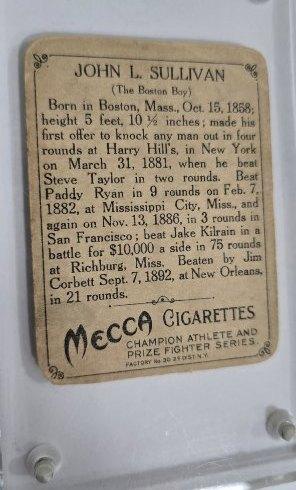 JOHN L. SULLIVAN
(The Boston Boy)
Born in Boston, Mass., Oct. 15, 1858;
height 5 feet, 10 ½ inches; made his
first offer to knock any man out in four
rounds at Harry Hill's, in New York
on March 31, 1881, when he beat
Steve Taylor in two rounds. Beat
Paddy Ryan in 9 rounds on Feb. 7,
1882, at Mississippi City, Miss., and
again on Nov. 13, 1886, in 3 rounds in
San Francisco; beat Jake Kilrain in a
battle for $10,000 a side in 75 rounds
at Richburg, Miss. Beaten by Jim
Corbett Sept. 7, 1892, at New Orleans,
in 21 rounds.
MECCA CIGARETTES
CHAMPION ATHLETE AND
PRIZE FIGHTER SERIES.
FACTORY No 30 2D DIST. N.Y.